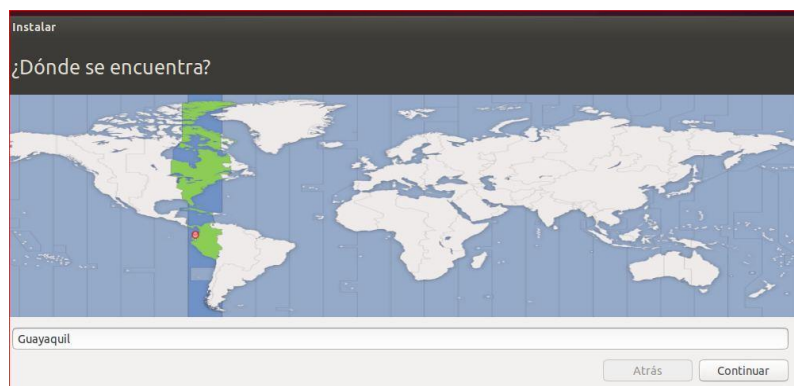 Instalar
¿Dónde se encuentra?
Guayaquil
Atrás
Continuar